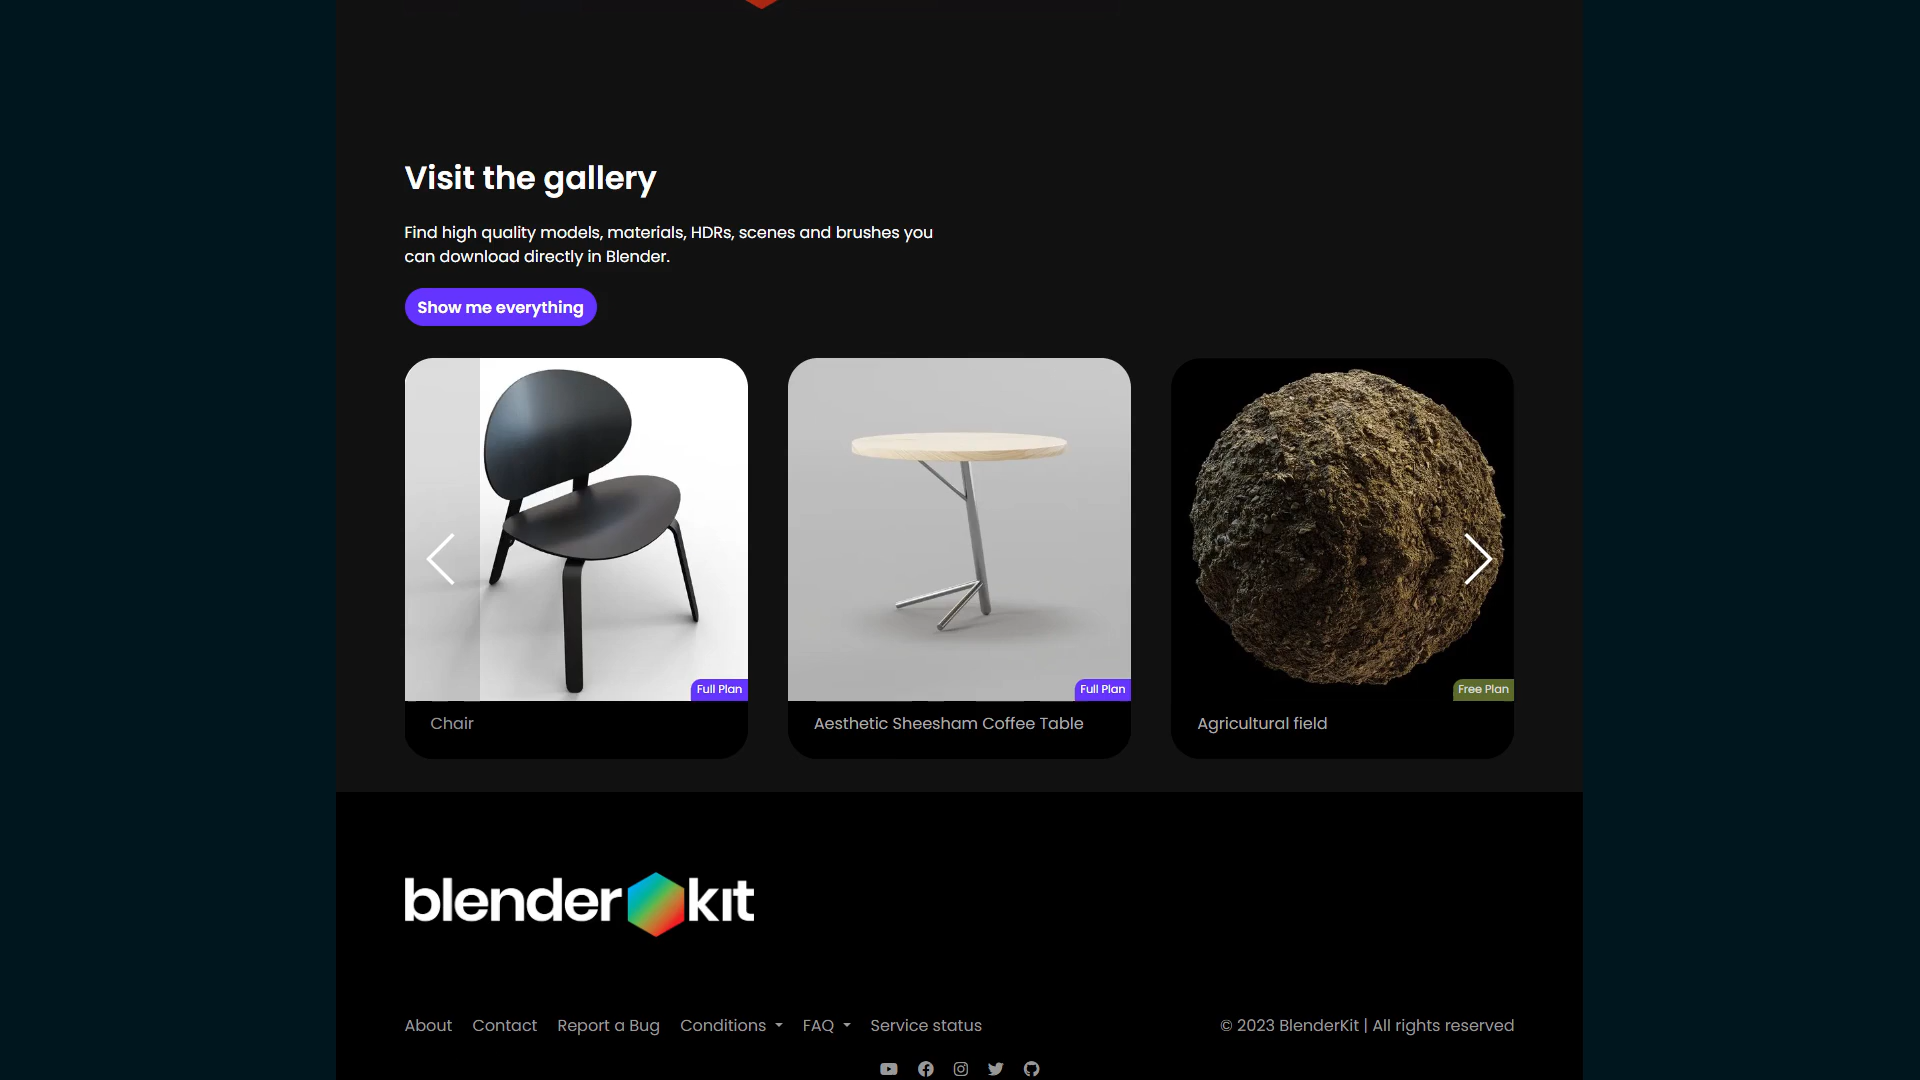 Visit the gallery
Find high quality models, materials, HDRs, scenes and brushes you
can download directly in Blender.
Show me everything
Full Plan
Full Plan
Free Plan
Chair
Aesthetic Sheesham Coffee Table
Agricultural field
blenderkit
About Contact Report a Bug Conditions FAQ Service status © 2023 BlenderKit | All rights reserved